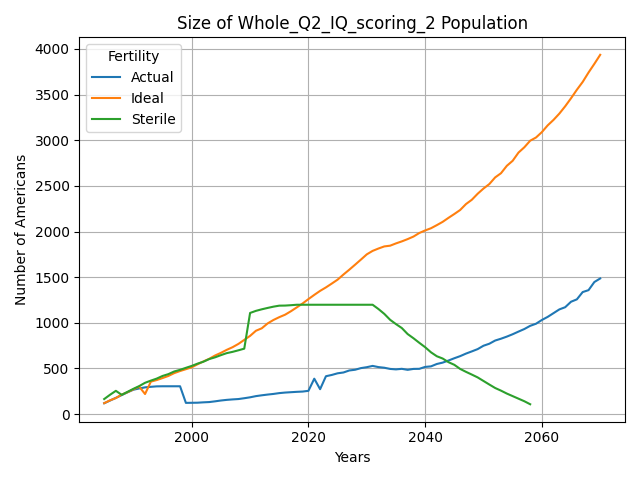 Size of Whole_Q2_IQ_scoring_2 Population
Fertility
Actual
Ideal
Sterile
Number of Americans
4000
3500
3000
2500
2000
1500
1000
500
0
2000 2020 2040 2060
Years